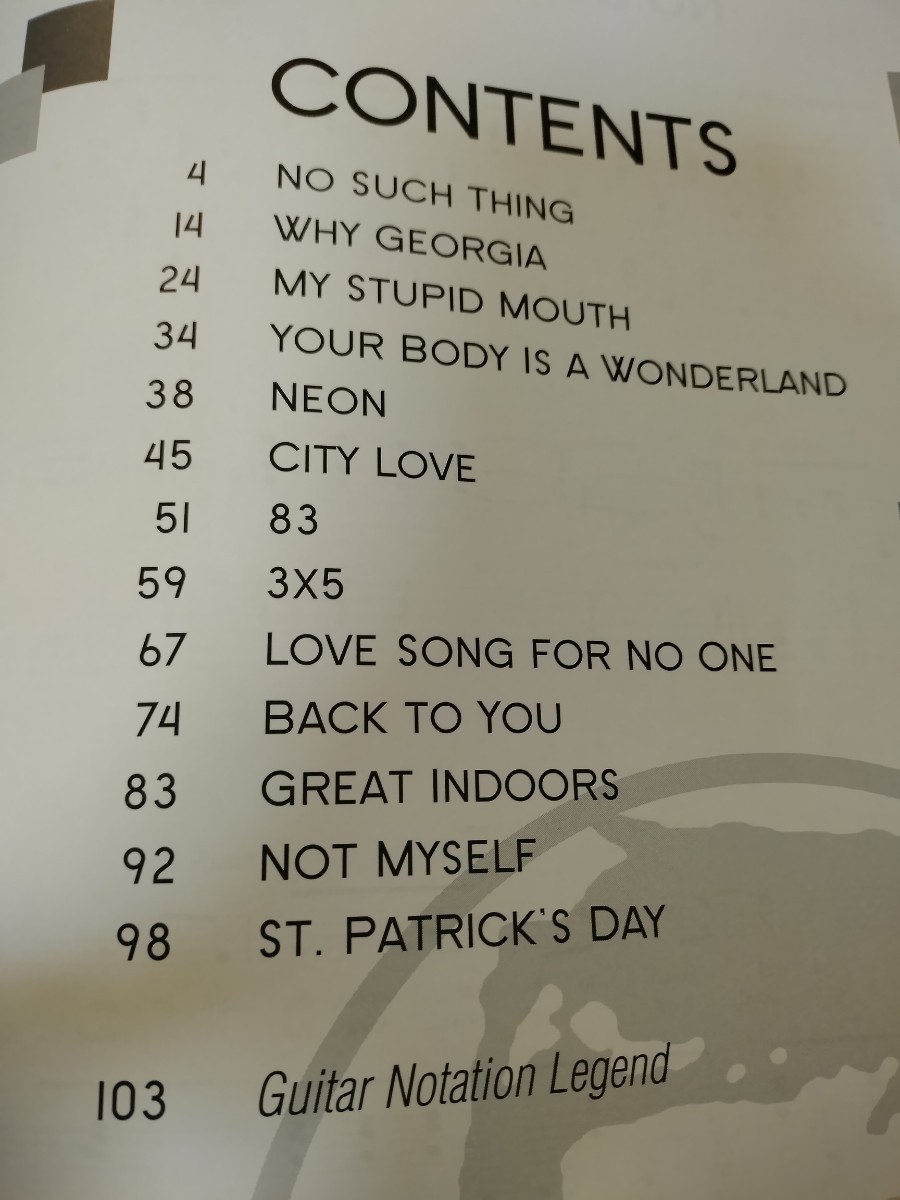 CONTENTS
4 NO SUCH THING
14 WHY GEORGIA
24 MY STUPID MOUTH
34 YOUR BODY IS A WONDERLAND
38 NEON
45 CITY LOVE
51 83
59 3X5
67 LOVE SONG FOR NO ONE
74 BACK TO YOU
83 GREAT INDOORS
92 NOT MYSELF
98 ST. PATRICK'S DAY
103 Guitar Notation Legend